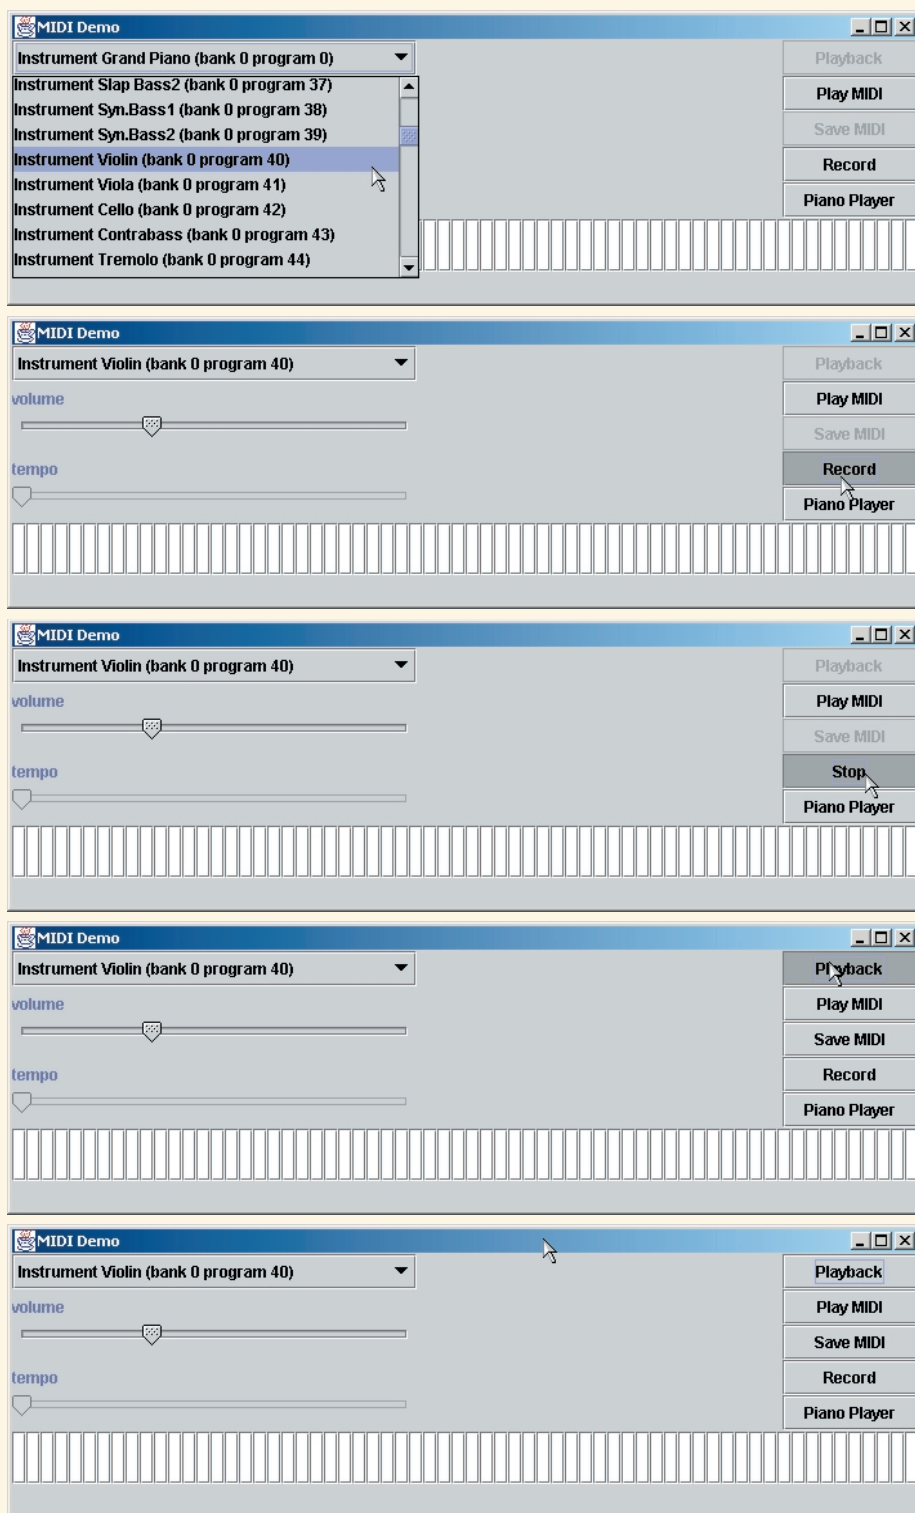 MIDI Demo
Instrument Grand Piano (bank 0 program 0)
Instrument Slap Bass2 (bank 0 program 37)
Instrument Syn.Bass1 (bank 0 program 38)
Instrument Syn.Bass2 (bank 0 program 39)
Instrument Violin (bank 0 program 40)
Instrument Viola (bank 0 program 41)
Instrument Cello (bank 0 program 42)
Instrument Contrabass (bank 0 program 43)
Instrument Tremolo (bank 0 program 44)
Playback
Play MIDI
Save MIDI
Record
Piano Player
MIDI Demo
Instrument Violin (bank 0 program 40)
volume
tempo
Playback
Play MIDI
Save MIDI
Record
Piano Player
MIDI Demo
Instrument Violin (bank 0 program 40)
volume
tempo
Playback
Play MIDI
Save MIDI
Stop
Piano Player
MIDI Demo
Instrument Violin (bank 0 program 40)
volume
tempo
Playback
Play MIDI
Save MIDI
Record
Piano Player
MIDI Demo
Instrument Violin (bank 0 program 40)
volume
tempo
Playback
Play MIDI
Save MIDI
Record
Piano Player